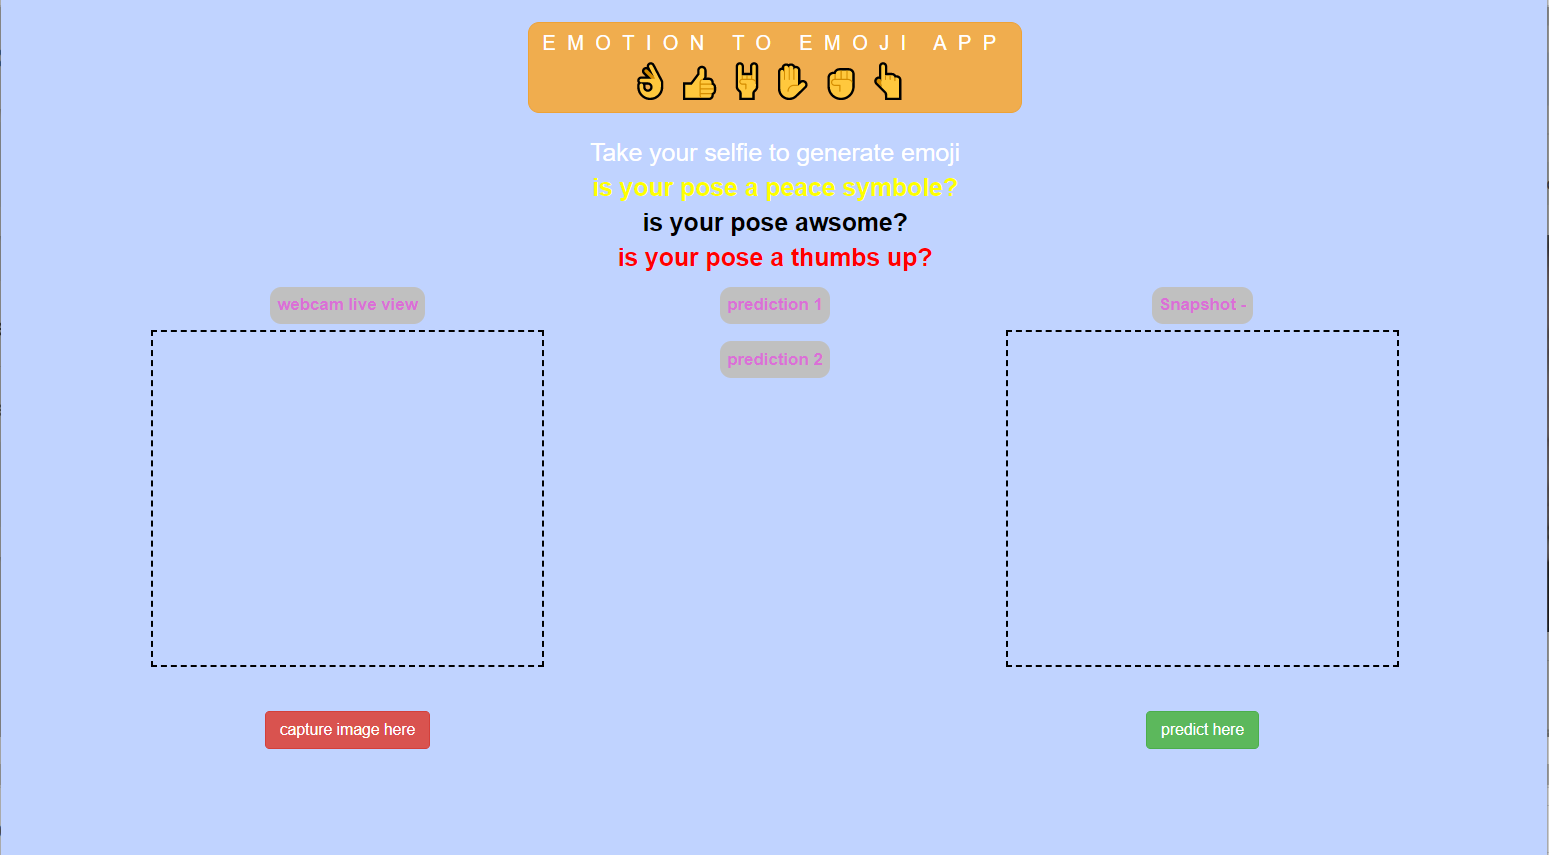 EMOTION TO EMOJI APP
👌 👍 🤘 ✋ ✊ 👆
Take your selfie to generate emoji
is your pose a peace symbole?
is your pose awsome?
is your pose a thumbs up?
webcam live view
prediction 1
Snapshot -
prediction 2
capture image here
predict here